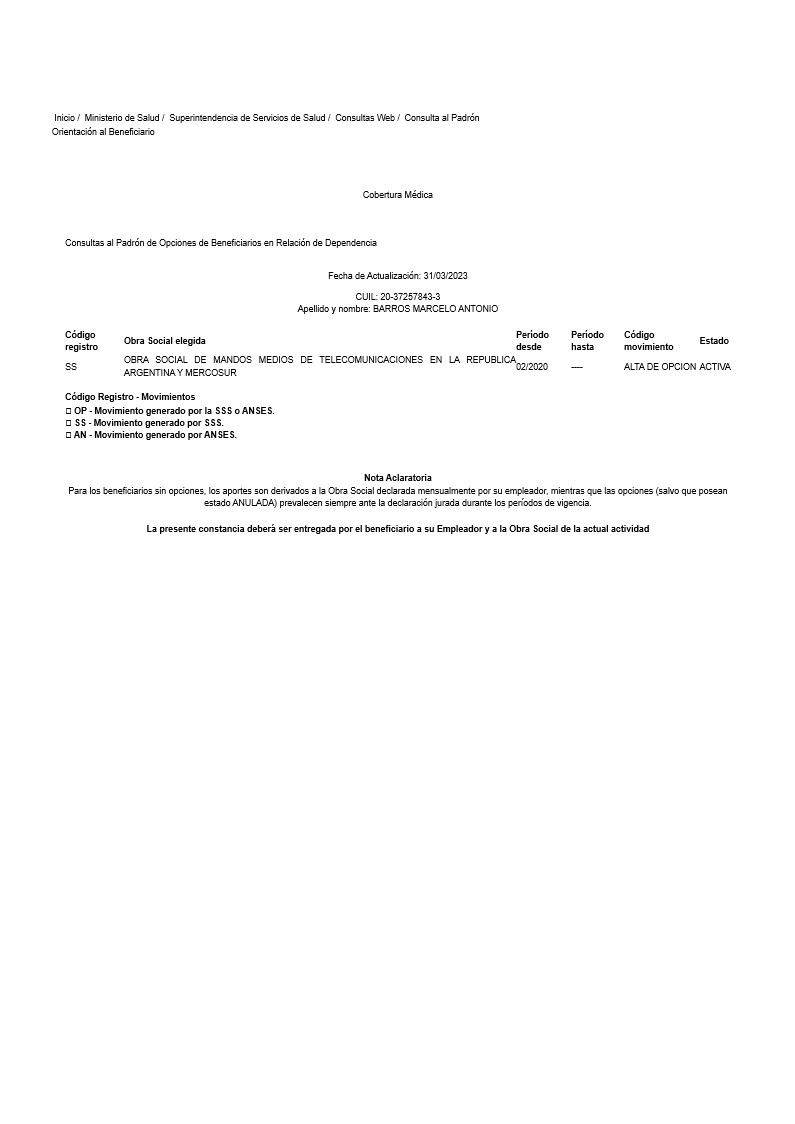 Inicio / Ministerio de Salud / Superintendencia de Servicios de Salud / Consultas Web / Consulta al Padrón
Orientación al Beneficiario
Cobertura Médica
Consultas al Padrón de Opciones de Beneficiarios en Relación de Dependencia
Fecha de Actualización: 31/03/2023
CUIL: 20-37257843-3
Apellido y nombre: BARROS MARCELO ANTONIO
Código registro Obra Social elegida Período desde Período hasta Código movimiento Estado
SS OBRA SOCIAL DE MANDOS MEDIOS DE TELECOMUNICACIONES EN LA REPUBLICA ARGENTINA Y MERCOSUR 02/2020 ---- ALTA DE OPCION ACTIVA
Código Registro - Movimientos
□ OP - Movimiento generado por la SSS o ANSES.
□ SS - Movimiento generado por SSS.
□ AN - Movimiento generado por ANSES.
Nota Aclaratoria
Para los beneficiarios sin opciones, los aportes son derivados a la Obra Social declarada mensualmente por su empleador, mientras que las opciones (salvo que posean
estado ANULADA) prevalecen siempre ante la declaración jurada durante los períodos de vigencia.
La presente constancia deberá ser entregada por el beneficiario a su Empleador y a la Obra Social de la actual actividad